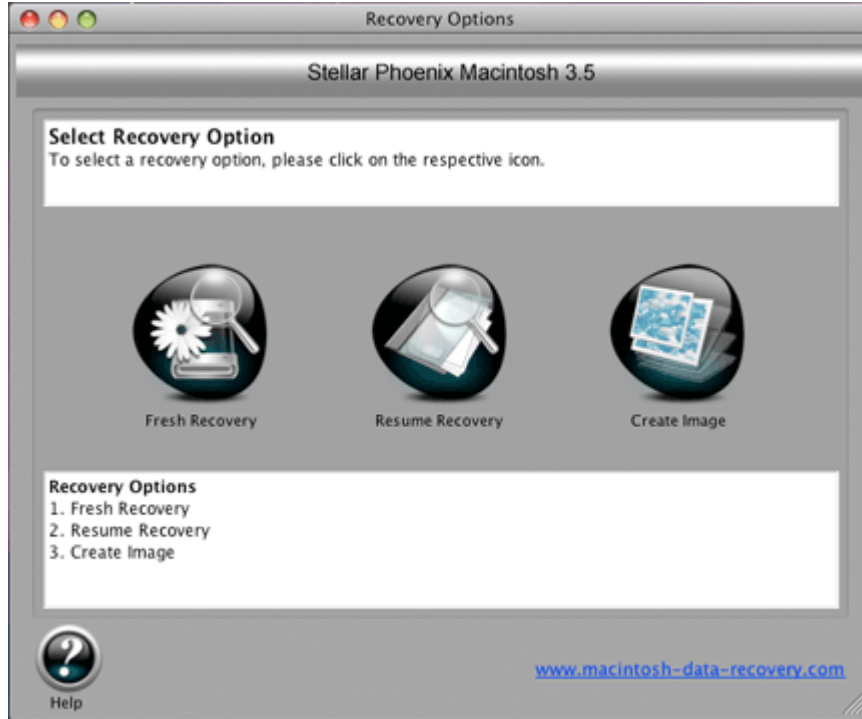 Recovery Options
Stellar Phoenix Macintosh 3.5
Select Recovery Option
To select a recovery option, please click on the respective icon.
Fresh Recovery
Resume Recovery
Create Image
Recovery Options
1. Fresh Recovery
2. Resume Recovery
3. Create Image
?
Help
www.macintosh-data-recovery.com